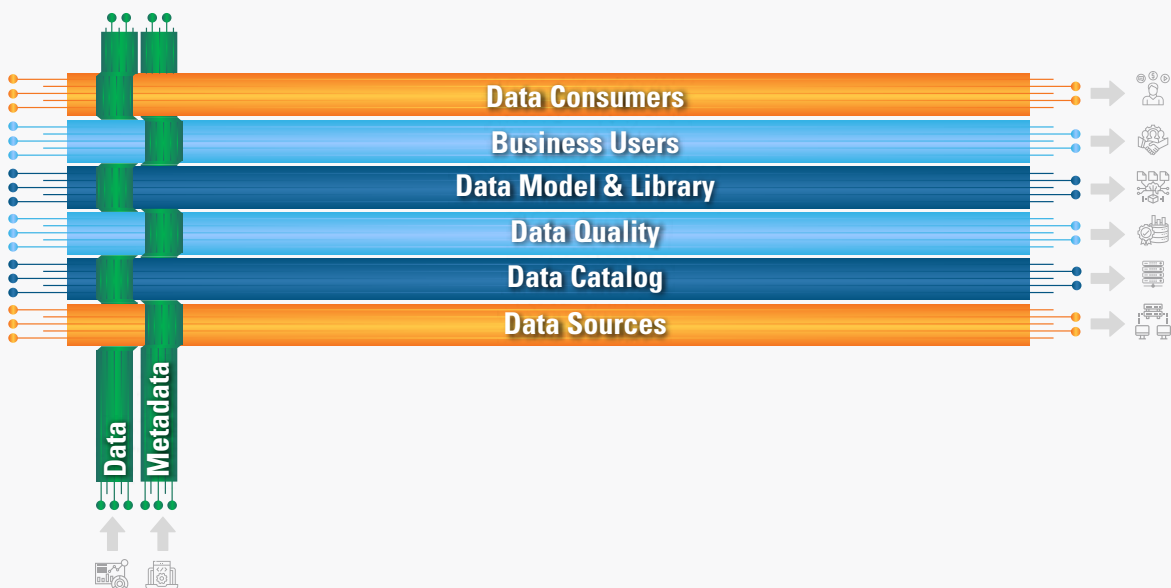 Data Consumers
Business Users
Data Model & Library
Data Quality
Data Catalog
Data Sources
Data
Metadata